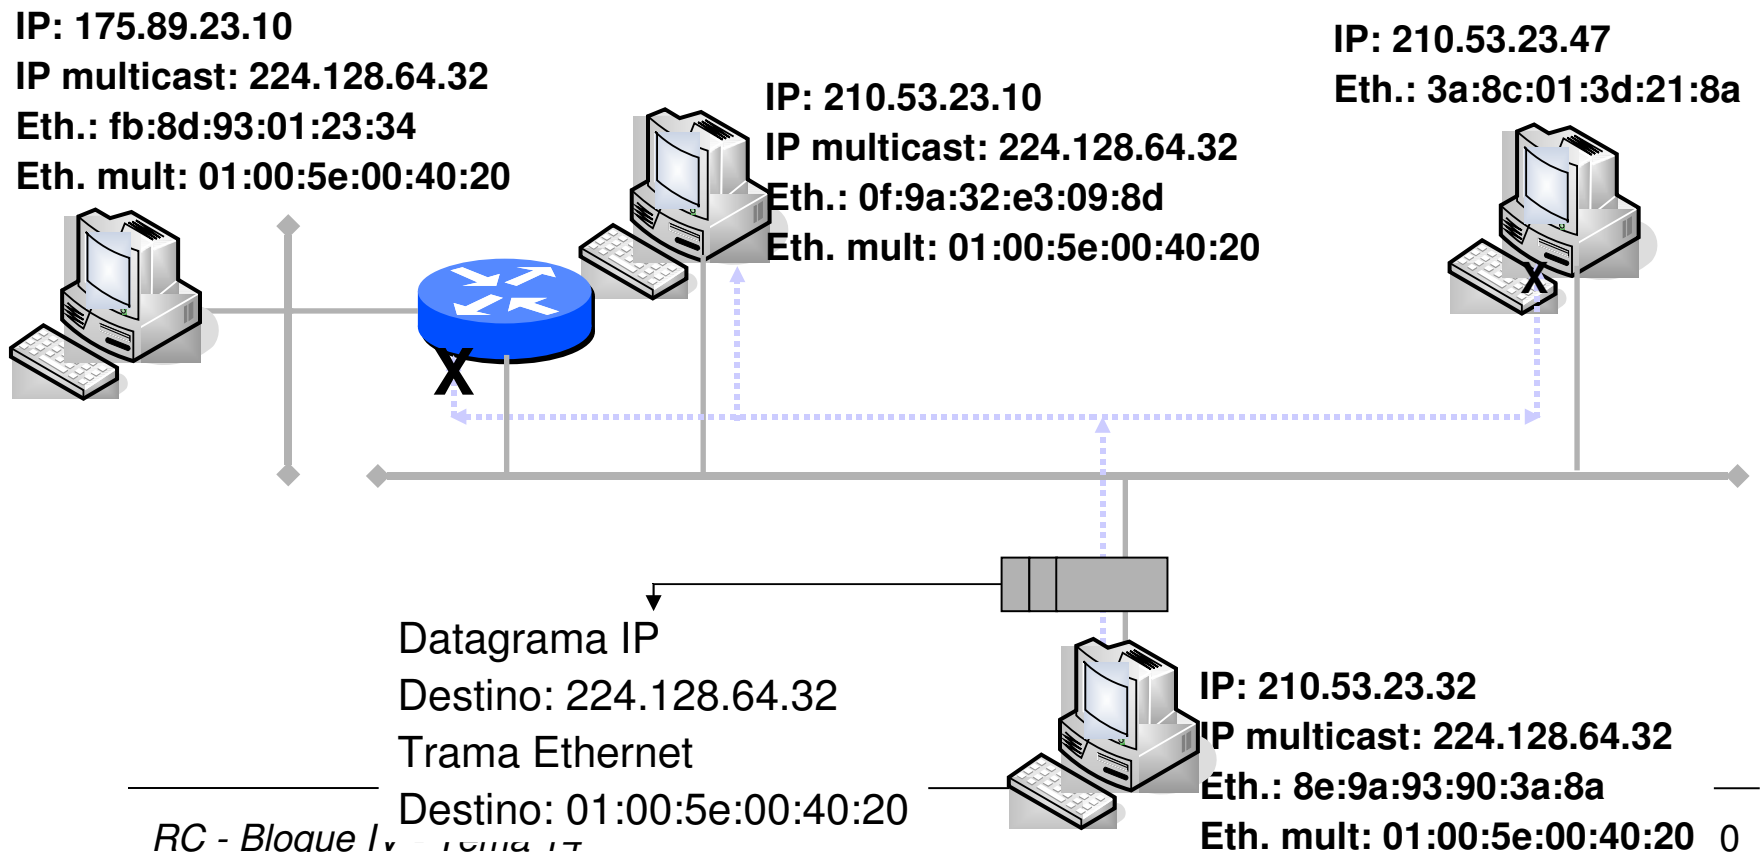 IP: 175.89.23.10
IP multicast: 224.128.64.32
Eth.: fb:8d:93:01:23:34
Eth. mult: 01:00:5e:00:40:20
IP: 210.53.23.10
IP multicast: 224.128.64.32
Eth.: 0f:9a:32:e3:09:8d
Eth. mult: 01:00:5e:00:40:20
IP: 210.53.23.47
Eth.: 3a:8c:01:3d:21:8a
X
X
Datagrama IP
Destino: 224.128.64.32
Trama Ethernet
Destino: 01:00:5e:00:40:20
IP: 210.53.23.32
IP multicast: 224.128.64.32
Eth.: 8e:9a:93:90:3a:8a
Eth. mult: 01:00:5e:00:40:20
RC - Bloque IV - Tema 14
0